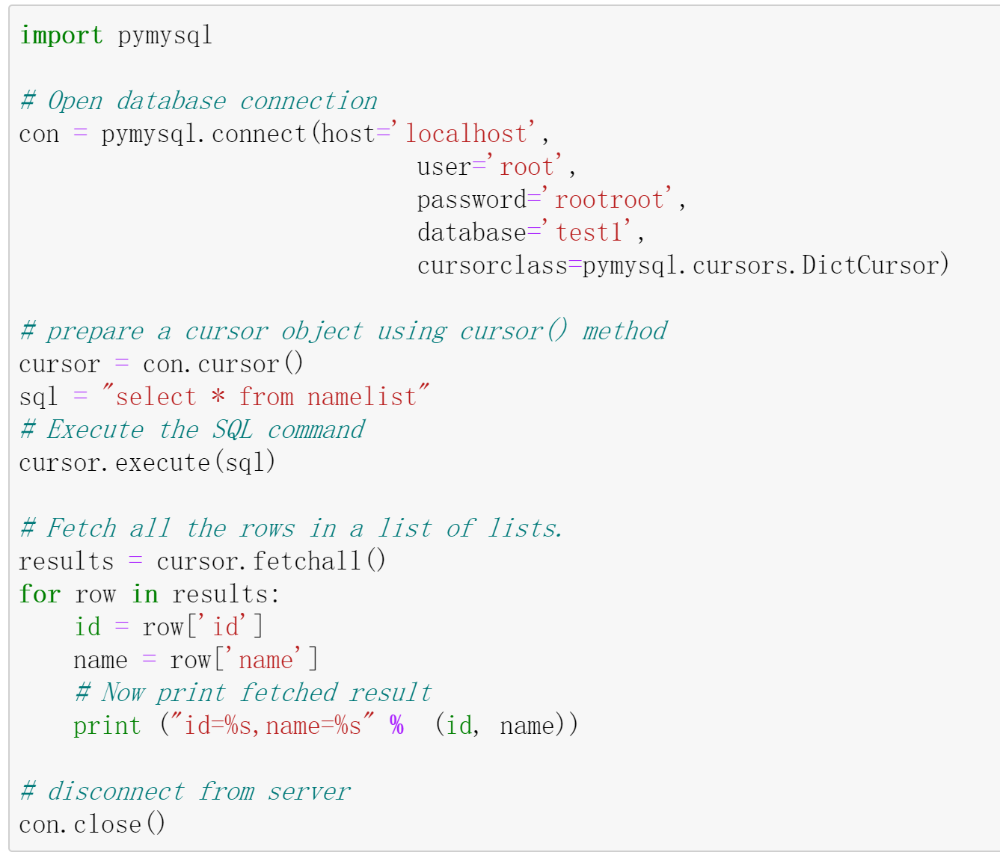 import pymysql
# Open database connection
con = pymysql.connect(host='localhost',
user='root',
password='rootroot',
database='test1',
cursorclass=pymysql.cursors.DictCursor)
# prepare a cursor object using cursor() method
cursor = con.cursor()
sql = "select * from namelist"
# Execute the SQL command
cursor.execute(sql)
# Fetch all the rows in a list of lists.
results = cursor.fetchall()
for row in results:
    id = row['id']
    name = row['name']
    # Now print fetched result
    print ("id=%s,name=%s" %  (id, name))
# disconnect from server
con.close()